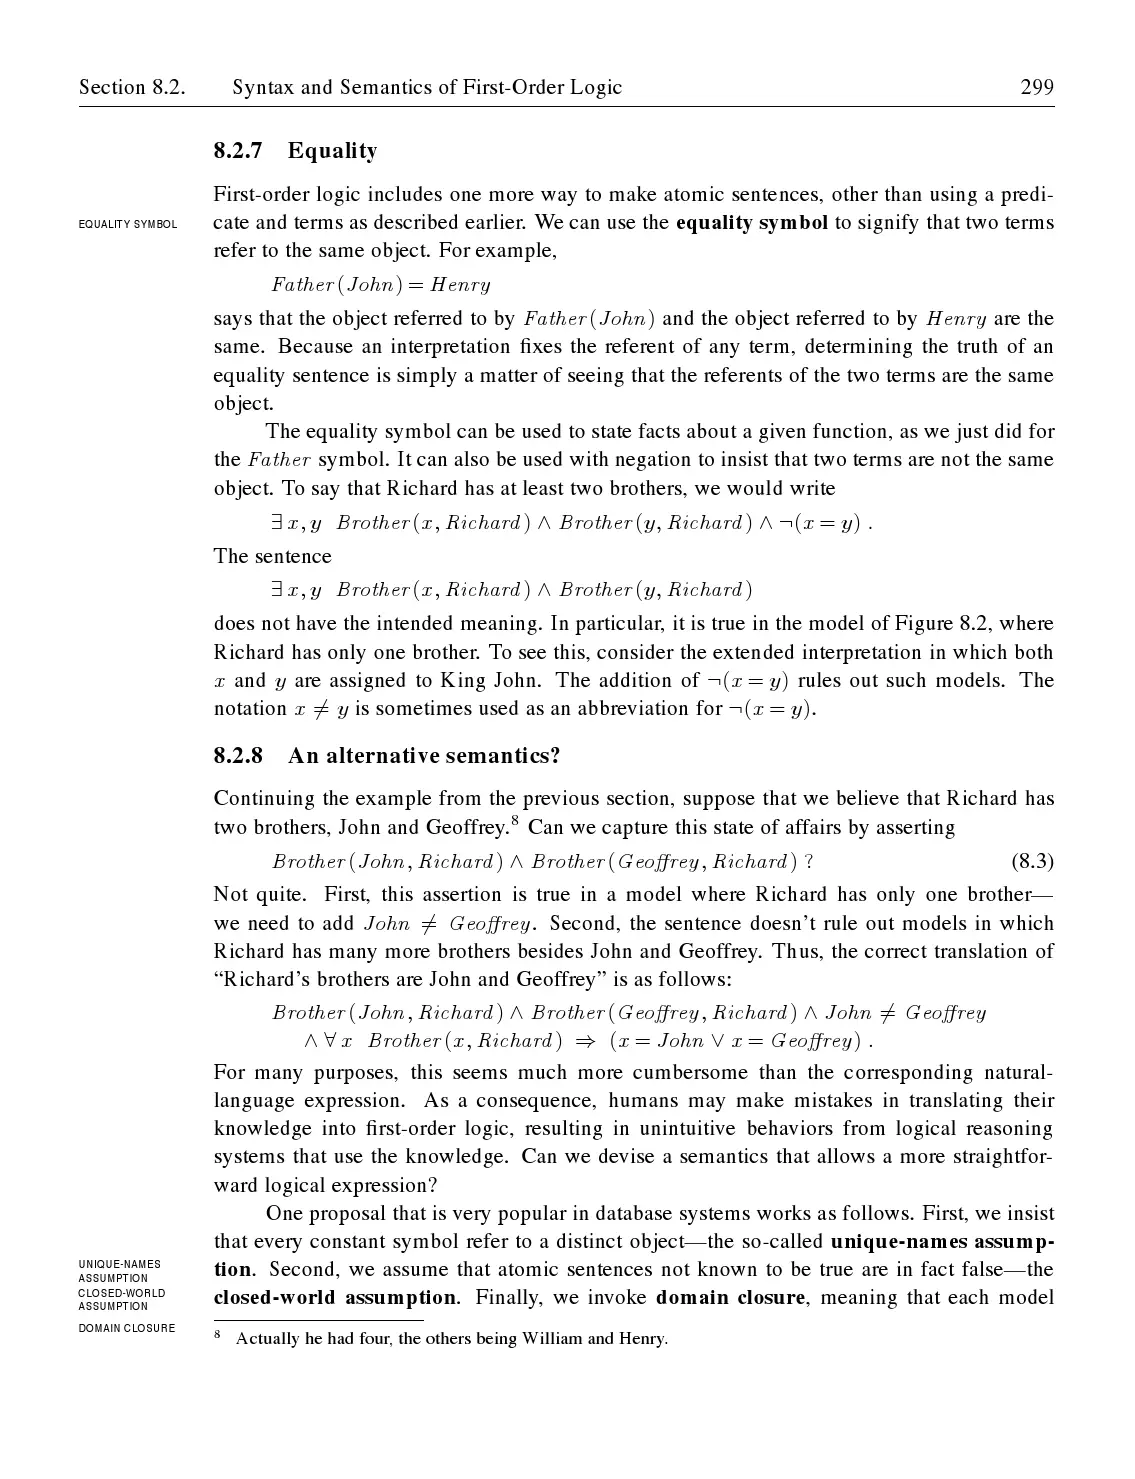 Section 8.2. Syntax and Semantics of First-Order Logic 299
8.2.7 Equality
First-order logic includes one more way to make atomic sentences, other than using a predi-
EQUALITY SYMBOL
cate and terms as described earlier. We can use the equality symbol to signify that two terms
refer to the same object. For example,
Father(John) = Henry
says that the object referred to by Father(John) and the object referred to by Henry are the
same. Because an interpretation fixes the referent of any term, determining the truth of an
equality sentence is simply a matter of seeing that the referents of the two terms are the same
object.
The equality symbol can be used to state facts about a given function, as we just did for
the Father symbol. It can also be used with negation to insist that two terms are not the same
object. To say that Richard has at least two brothers, we would write
∃ x, y Brother(x, Richard) ∧ Brother(y, Richard) ∧ ¬(x = y) .
The sentence
∃ x, y Brother(x, Richard) ∧ Brother(y, Richard)
does not have the intended meaning. In particular, it is true in the model of Figure 8.2, where
Richard has only one brother. To see this, consider the extended interpretation in which both
x and y are assigned to King John. The addition of ¬(x = y) rules out such models. The
notation x ≠ y is sometimes used as an abbreviation for ¬(x = y).
8.2.8 An alternative semantics?
Continuing the example from the previous section, suppose that we believe that Richard has
two brothers, John and Geoffrey.⁸ Can we capture this state of affairs by asserting
Brother(John, Richard) ∧ Brother(Geoffrey, Richard) ? (8.3)
Not quite. First, this assertion is true in a model where Richard has only one brother—
we need to add John ≠ Geoffrey. Second, the sentence doesn't rule out models in which
Richard has many more brothers besides John and Geoffrey. Thus, the correct translation of
“Richard's brothers are John and Geoffrey” is as follows:
Brother(John, Richard) ∧ Brother(Geoffrey, Richard) ∧ John ≠ Geoffrey
∧ ∀ x Brother(x, Richard) ⇒ (x = John ∨ x = Geoffrey) .
For many purposes, this seems much more cumbersome than the corresponding natural-
language expression. As a consequence, humans may make mistakes in translating their
knowledge into first-order logic, resulting in unintuitive behaviors from logical reasoning
systems that use the knowledge. Can we devise a semantics that allows a more straightfor-
ward logical expression?
One proposal that is very popular in database systems works as follows. First, we insist
that every constant symbol refer to a distinct object—the so-called unique-names assump-
UNIQUE-NAMES
ASSUMPTION
tion. Second, we assume that atomic sentences not known to be true are in fact false—the
CLOSED-WORLD
ASSUMPTION
closed-world assumption. Finally, we invoke domain closure, meaning that each model
DOMAIN CLOSURE
⁸ Actually he had four, the others being William and Henry.